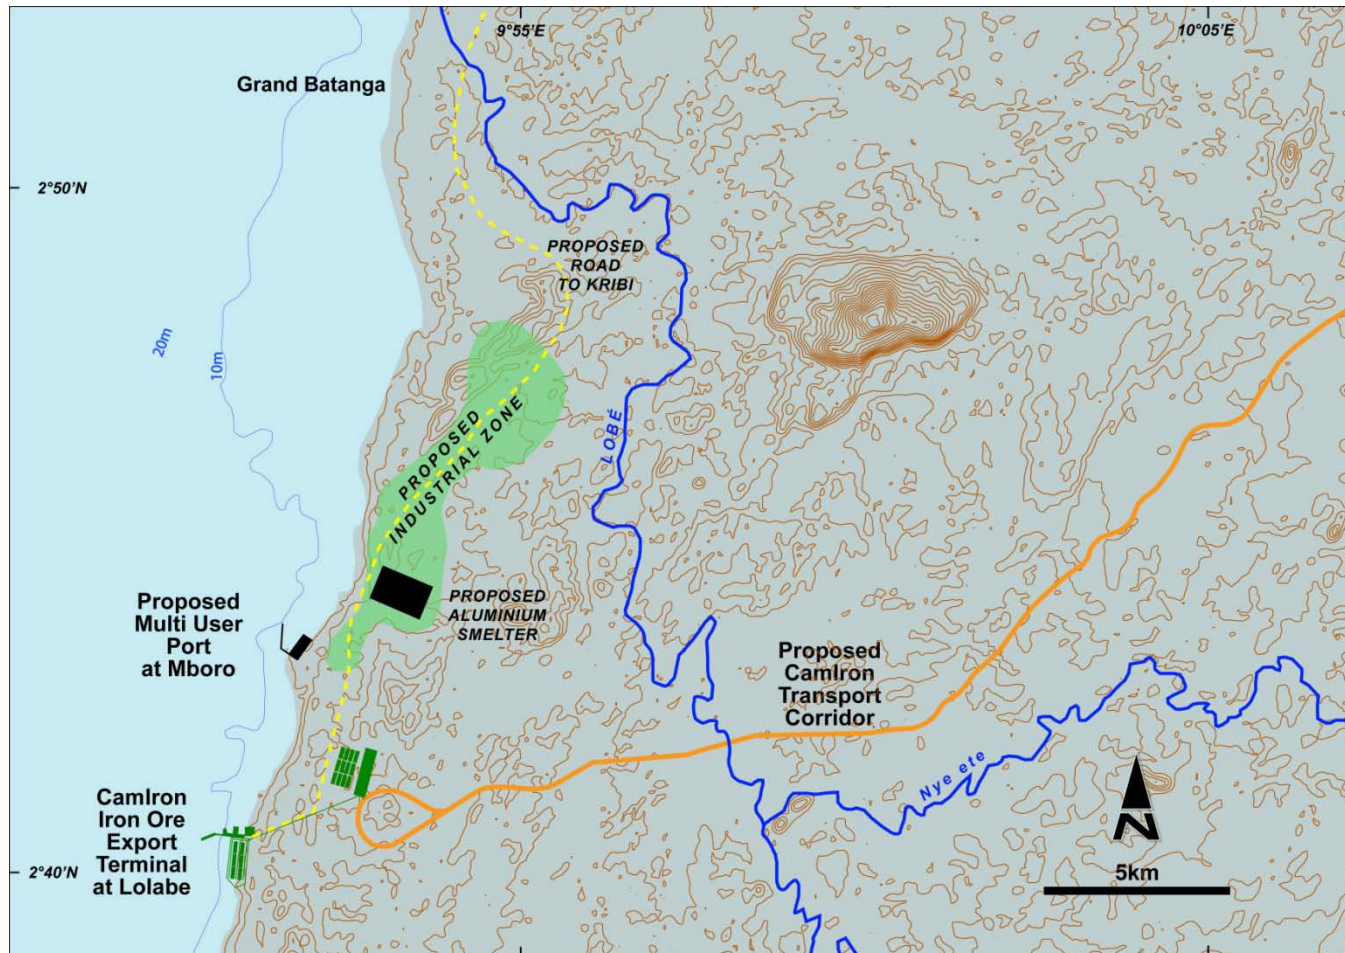 9°55'E
10°05'E
Grand Batanga
2°50'N
PROPOSED
ROAD
TO KRIBI
20m
10m
PROPOSED
INDUSTRIAL ZONE
LOBÉ
Proposed
Multi User
Port
at Mboro
PROPOSED
ALUMINIUM
SMELTER
Proposed
CamIron
Transport
Corridor
Nye ete
CamIron
Iron Ore
Export
Terminal
at Lolabe
2°40'N
N
5km